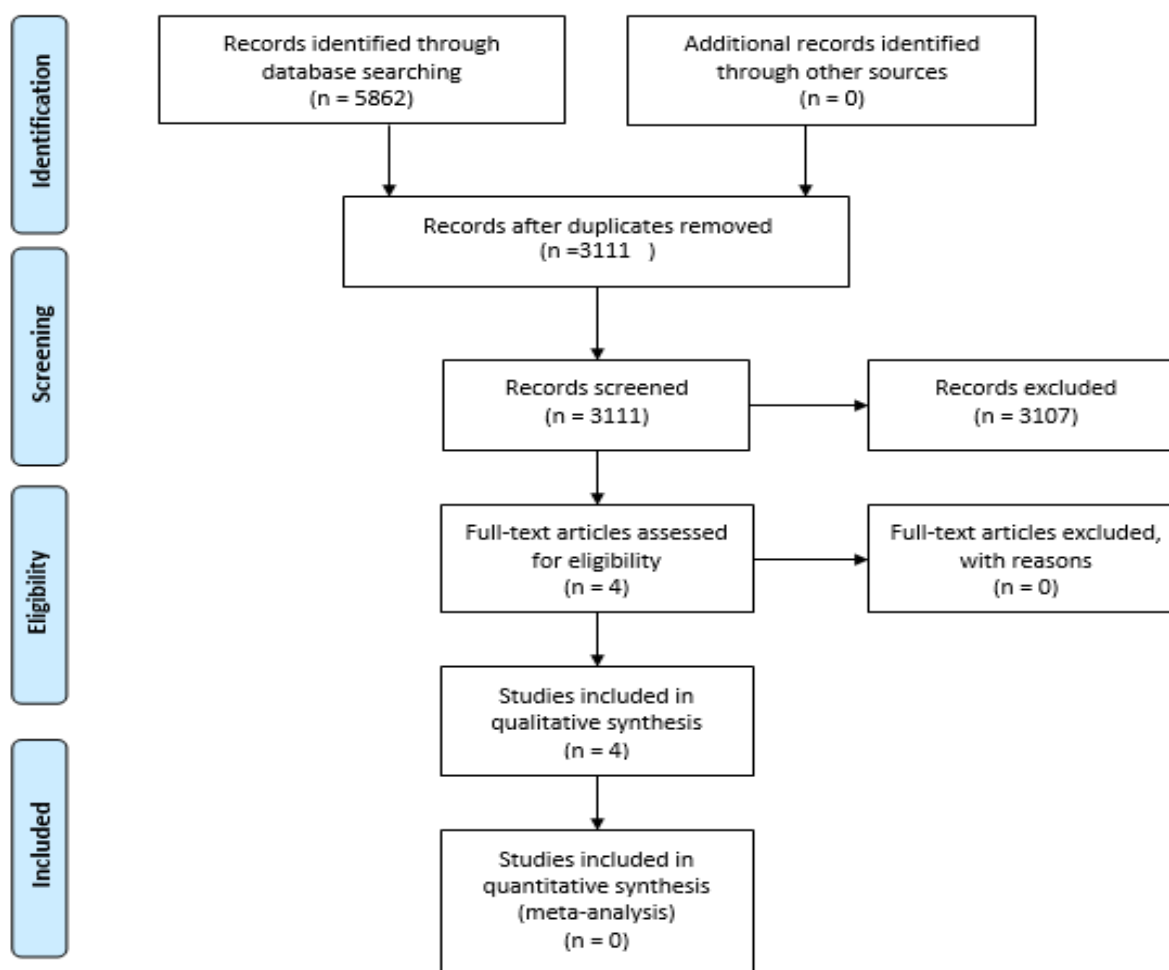 Identification
Records identified through
database searching
(n = 5862)
Additional records identified
through other sources
(n = 0)
Records after duplicates removed
(n =3111   )
Screening
Records screened
(n = 3111)
Records excluded
(n = 3107)
Eligibility
Full-text articles assessed
for eligibility
(n = 4)
Full-text articles excluded,
with reasons
(n = 0)
Studies included in
qualitative synthesis
(n = 4)
Included
Studies included in
quantitative synthesis
(meta-analysis)
(n = 0)